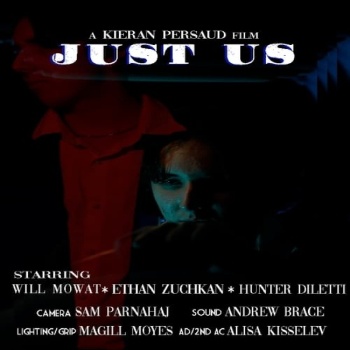 A KIERAN PERSAUD FILM
JUST US
STARRING
WILL MOWAT * ETHAN ZUCHKAN * HUNTER DILETTI
CAMERA SAM PARNAHAJ SOUND ANDREW BRACE
LIGHTING/GRIP MAGILL MOYES AD/2ND AC ALISA KISSELEV